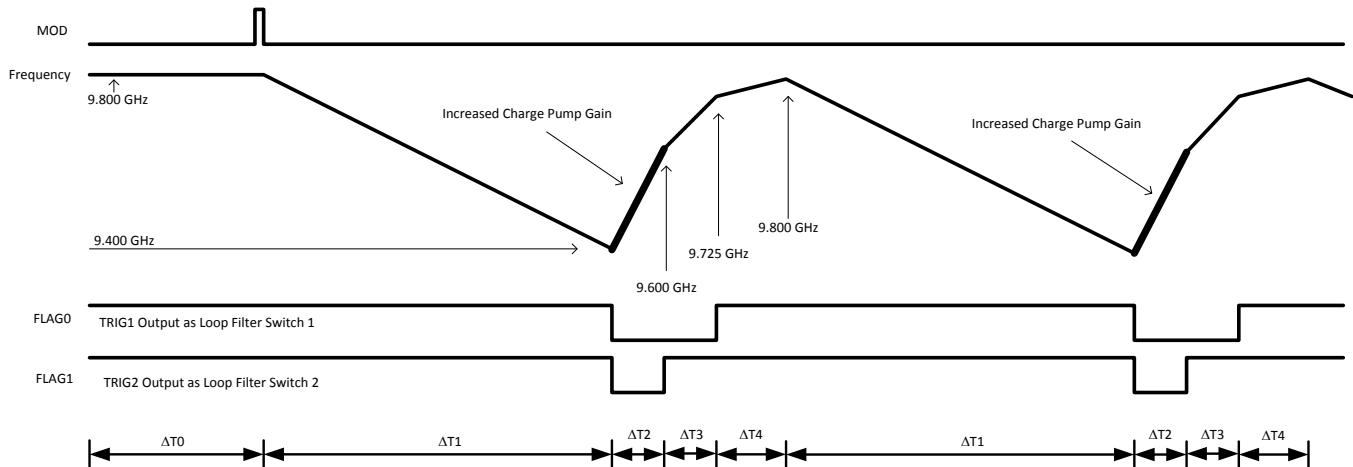 MOD
Frequency
9.800 GHz
Increased Charge Pump Gain
Increased Charge Pump Gain
9.400 GHz
9.800 GHz
9.725 GHz
9.600 GHz
FLAG0
TRIG1 Output as Loop Filter Switch 1
FLAG1
TRIG2 Output as Loop Filter Switch 2
ΔT0
ΔT1
ΔT2
ΔT3
ΔT4
ΔT1
ΔT2
ΔT3
ΔT4